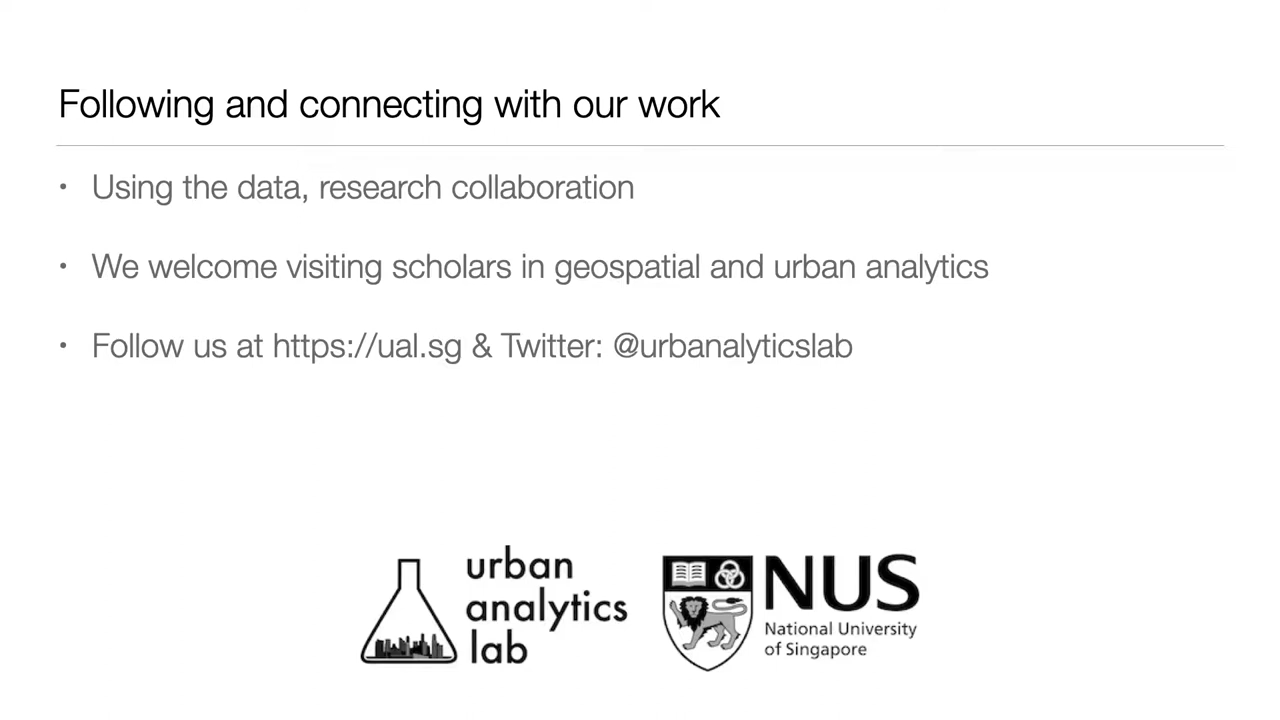 Following and connecting with our work
• Using the data, research collaboration
• We welcome visiting scholars in geospatial and urban analytics
• Follow us at https://ual.sg & Twitter: @urbanalyticslab
urban
analytics
lab
NUS
National University
of Singapore